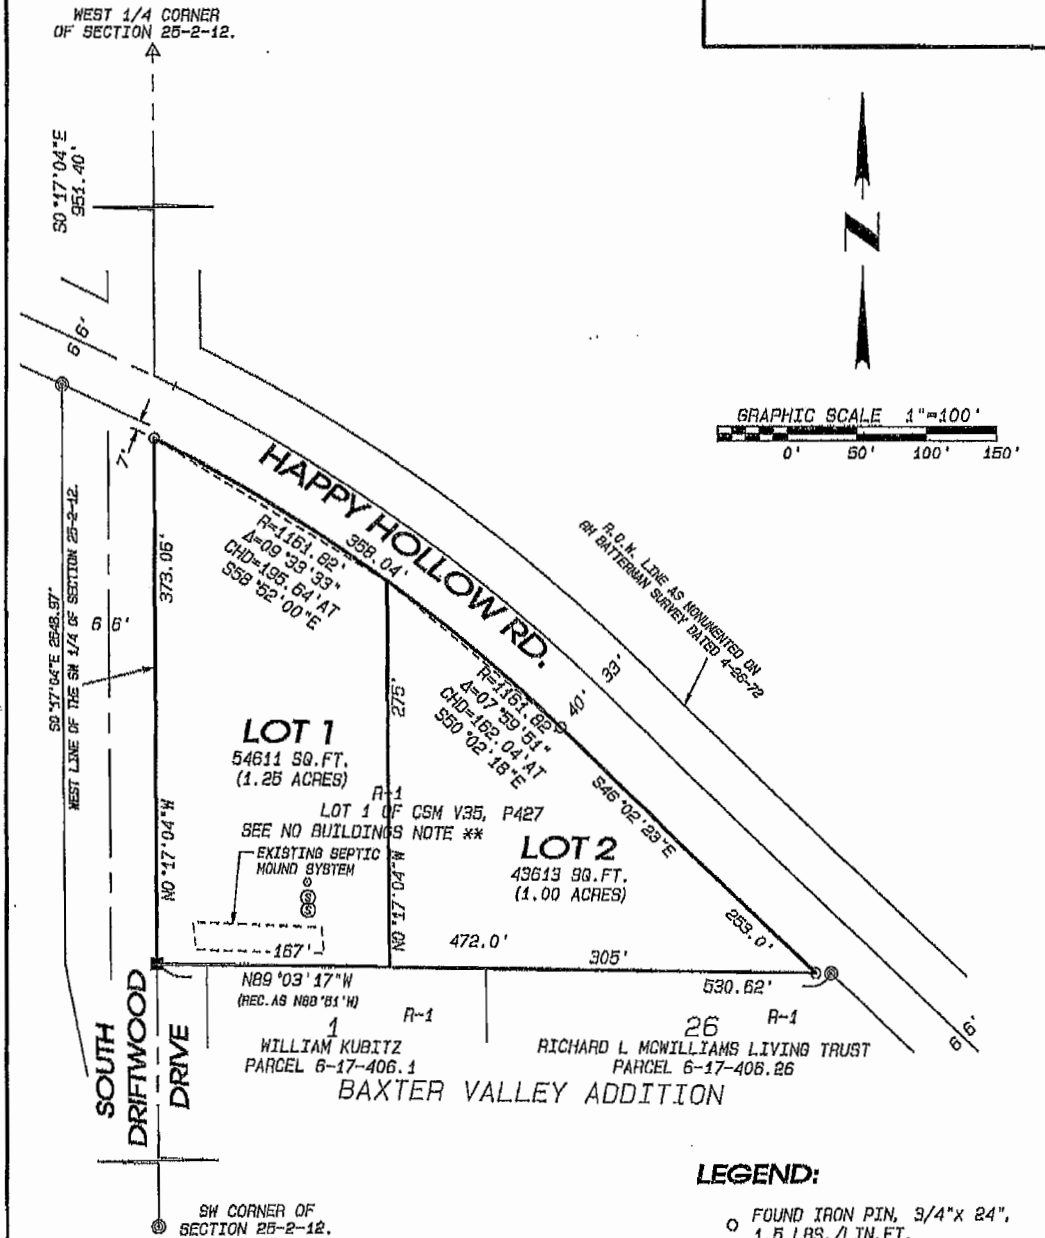 WEST 1/4 CORNER
OF SECTION 25-2-12.
S0°17'04"E
951.40'
66'
7'
GRAPHIC SCALE 1"=100'
0' 50' 100' 150'
HAPPY HOLLOW RD.
358.04'
R=1161.82'
Δ=09°33'33"
CHD=195.64'AT
S58°52'00"E
R.O.W. LINE AS MONUMENTED ON
RH BATTERMAN SURVEY DATED 4-26-72
S0°17'04"E 2648.97'
WEST LINE OF THE SW 1/4 OF SECTION 25-2-12.
66'
373.05'
N0°17'04"W
275'
N0°17'04"W
R=1161.82'
Δ=07°59'51"
CHD=162.04'AT
S50°02'18"E
40'
33'
S46°02'23"E
253.0'
LOT 1
54611 SQ.FT.
(1.25 ACRES)
R-1
LOT 1 OF CSM V35, P427
SEE NO BUILDINGS NOTE **
EXISTING SEPTIC
MOUND SYSTEM
S
S
LOT 2
43613 SQ.FT.
(1.00 ACRES)
167'
472.0'
305'
N89°03'17"W
530.62'
66'
R-1
R-1
1
WILLIAM KUBITZ
PARCEL 6-17-406.1
26
RICHARD L MCWILLIAMS LIVING TRUST
PARCEL 6-17-406.26
BAXTER VALLEY ADDITION
SOUTH
DRIFTWOOD
DRIVE
SW CORNER OF
SECTION 25-2-12.
LEGEND:
FOUND IRON PIN, 3/4"x 24",
1.5 LBS./LIN.FT.
N